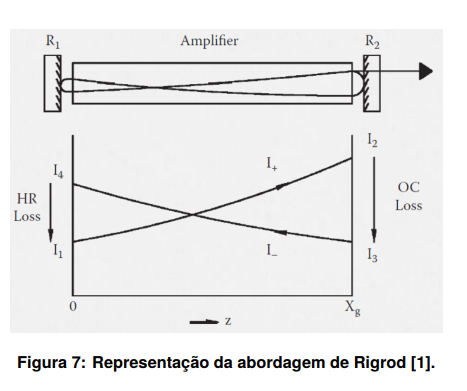 R₁ Amplifier R₂
I₂
I₄ I₊
HR OC
Loss Loss
I₁ I₋ I₃
0 X_g
z
Figura 7: Representação da abordagem de Rigrod [1].